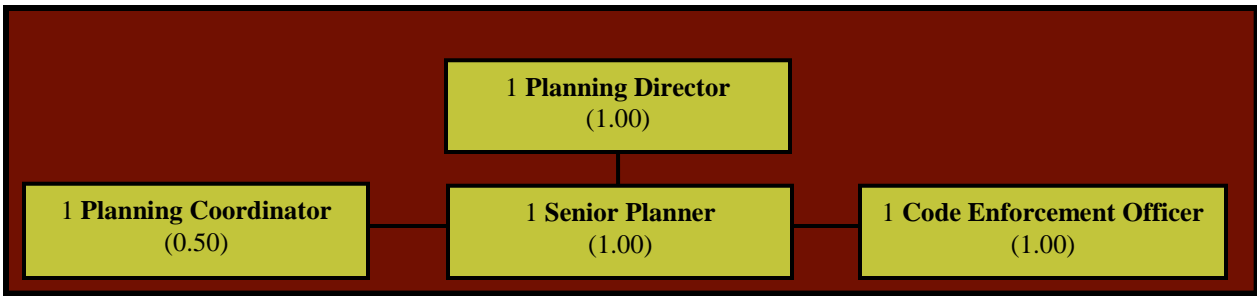 1 Planning Director
(1.00)
1 Planning Coordinator
(0.50)
1 Senior Planner
(1.00)
1 Code Enforcement Officer
(1.00)